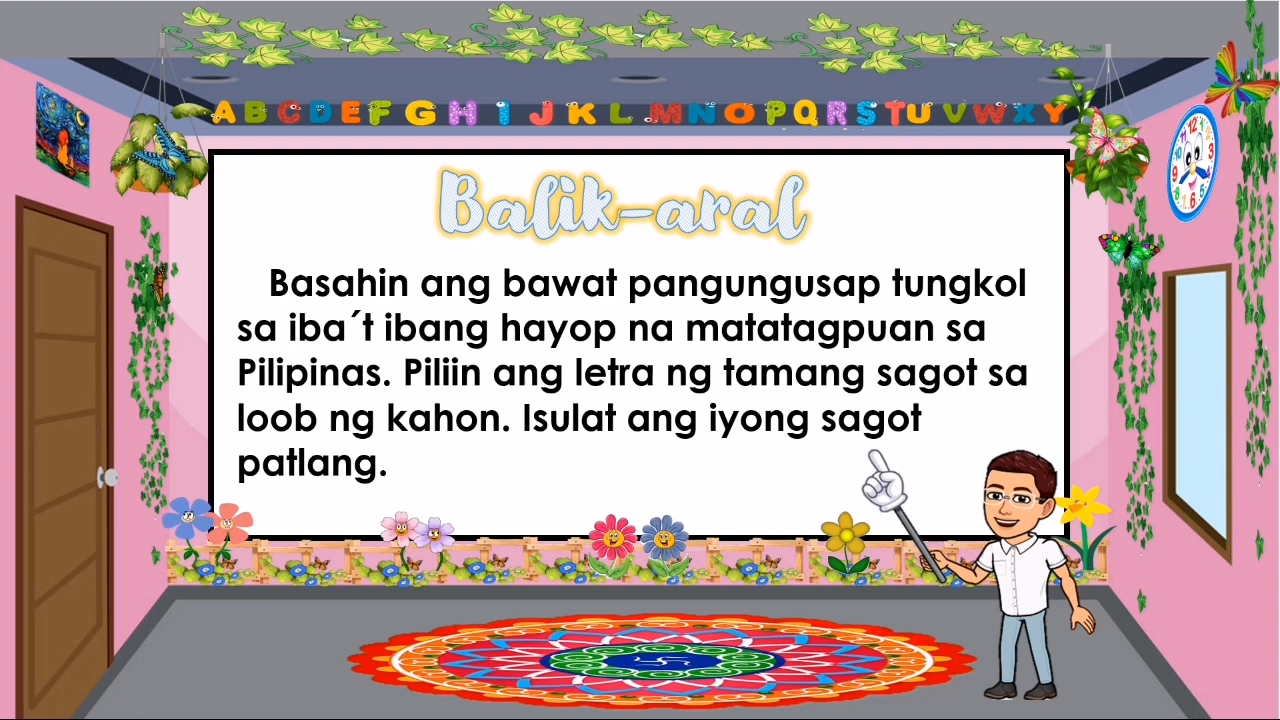 A B C D E F G H I J K L M N O P Q R S T U V W X Y
Balik-aral
Basahin ang bawat pangungusap tungkol
sa iba´t ibang hayop na matatagpuan sa
Pilipinas. Piliin ang letra ng tamang sagot sa
loob ng kahon. Isulat ang iyong sagot
patlang.